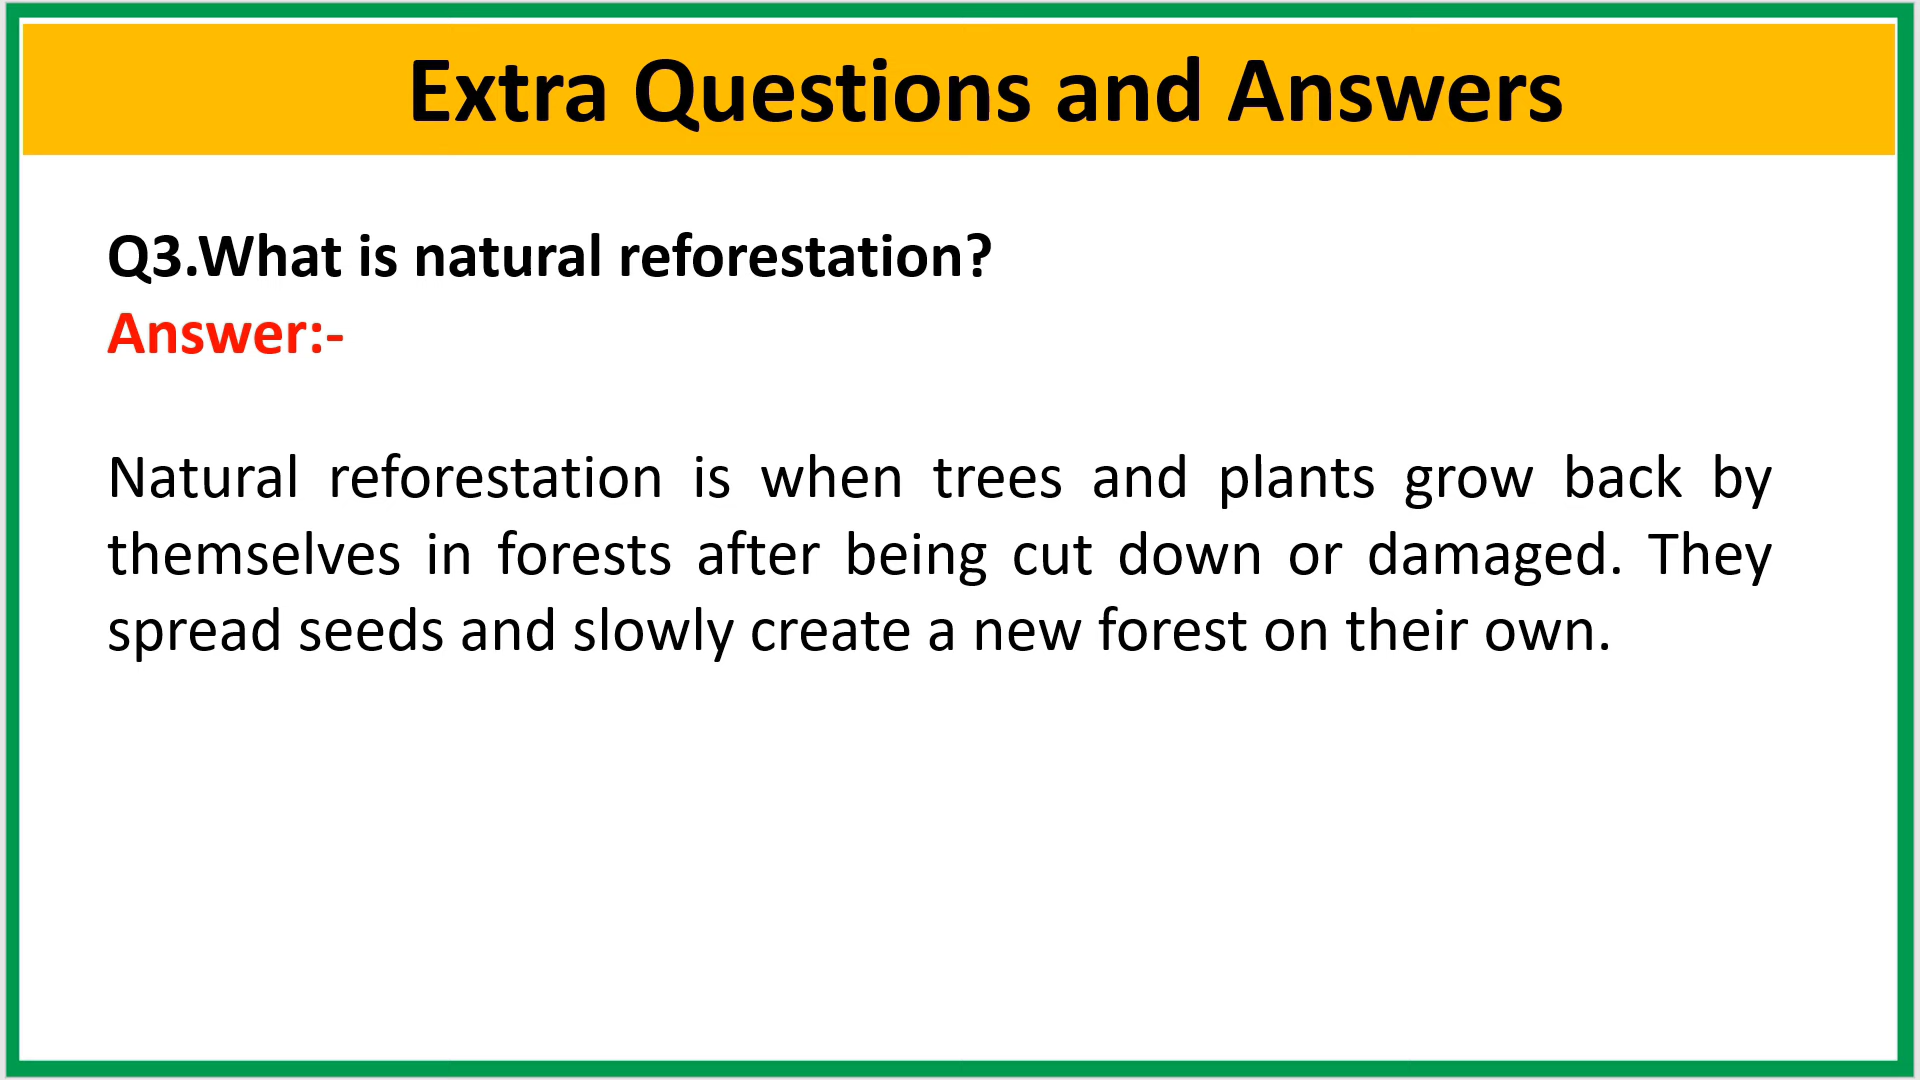 Extra Questions and Answers
Q3.What is natural reforestation?
Answer:-
Natural reforestation is when trees and plants grow back by
themselves in forests after being cut down or damaged. They
spread seeds and slowly create a new forest on their own.